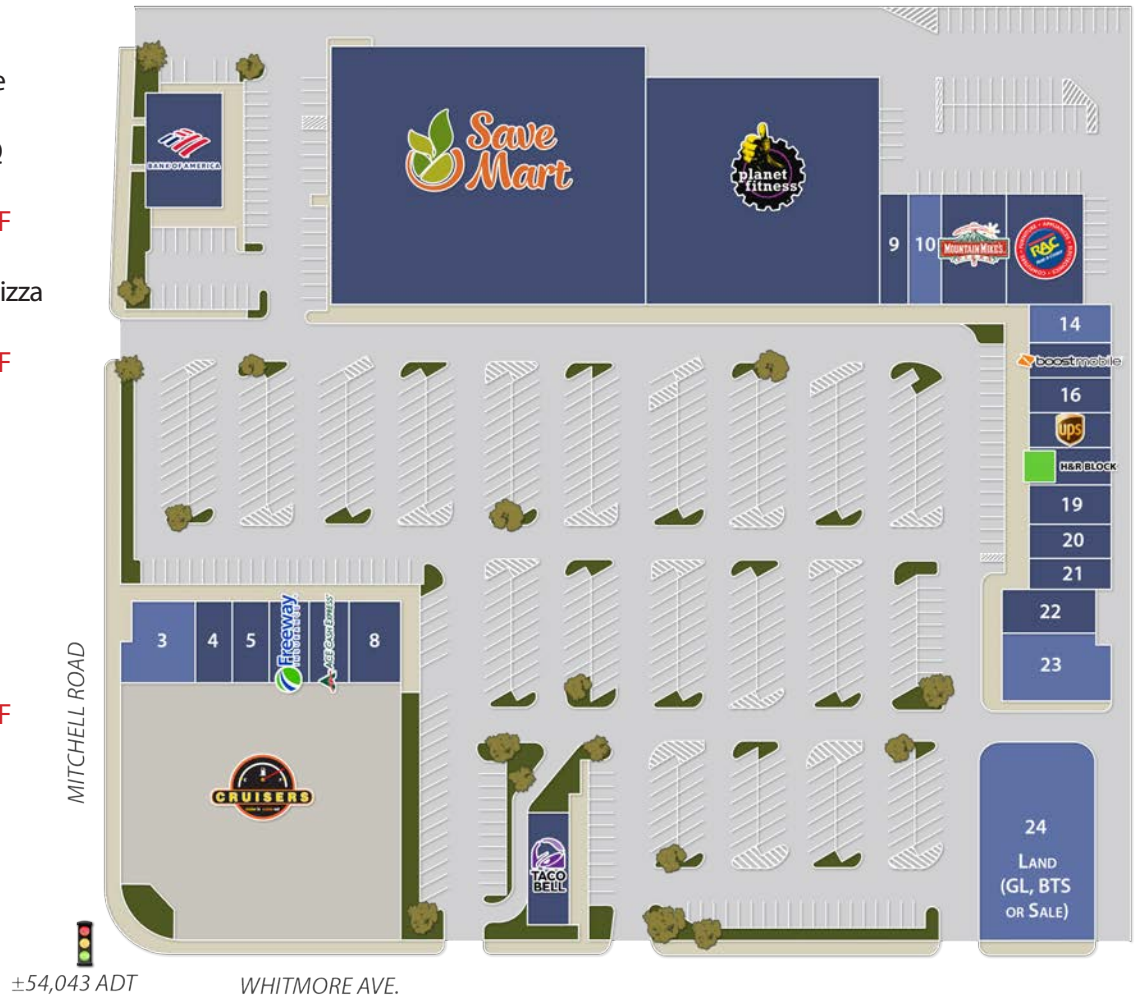 e
Q
F
izza
F
F
BANK OF AMERICA
Save
Mart
planet
fitness
9
10
MOUNTAIN MIKE'S
PIZZA
RAC
14
boostmobile
16
ups
H&R BLOCK
19
20
21
22
23
3
4
5
Freeway
ACE CASH EXPRESS
8
MITCHELL ROAD
CRUISERS
TACO
BELL
24
LAND
(GL, BTS
OR SALE)
±54,043 ADT
WHITMORE AVE.